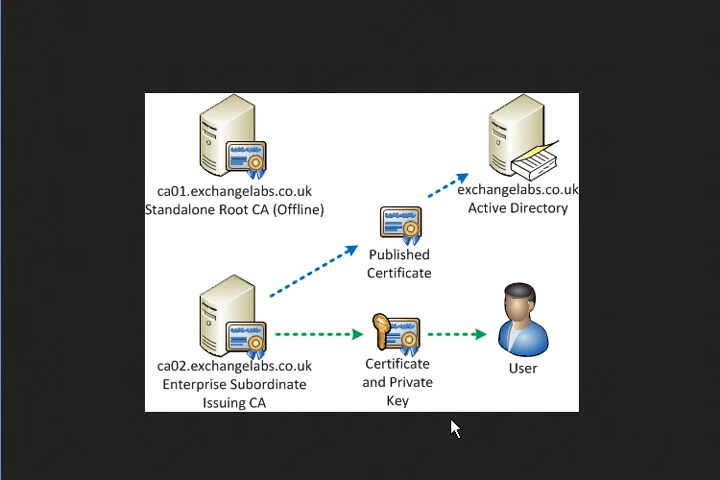 ca01.exchangelabs.co.uk
Standalone Root CA (Offline)
exchangelabs.co.uk
Active Directory
Published
Certificate
ca02.exchangelabs.co.uk
Enterprise Subordinate
Issuing CA
Certificate
and Private
Key
User